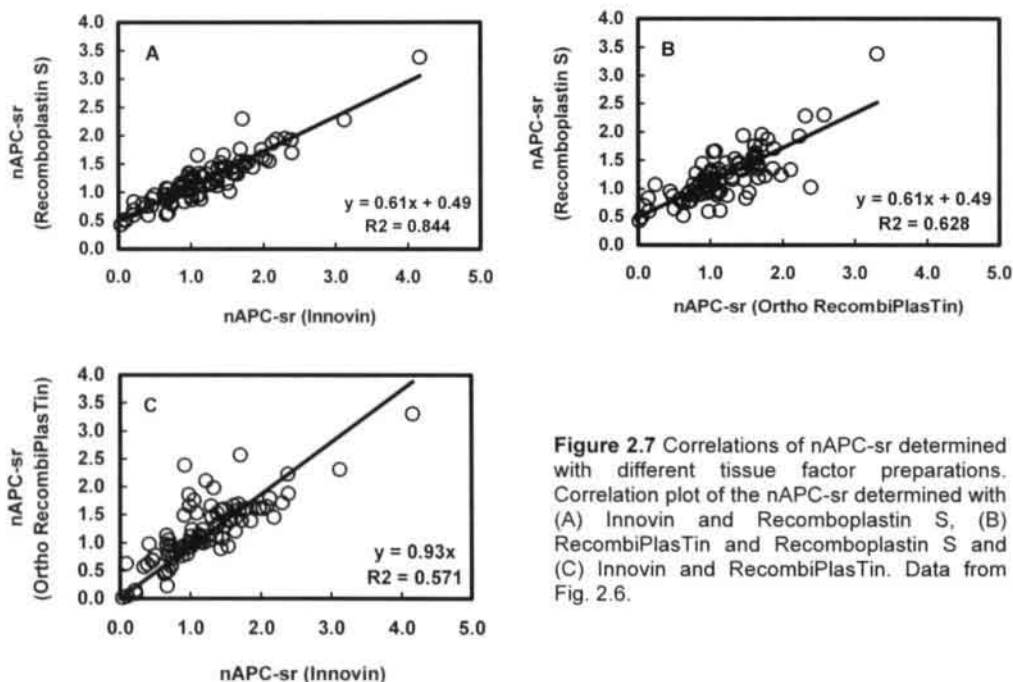 A
nAPC-sr
(Recomboplastin S)
4.0
3.5
3.0
2.5
2.0
1.5
1.0
0.5
0.0
y = 0.61x + 0.49
R2 = 0.844
0.0 1.0 2.0 3.0 4.0 5.0
nAPC-sr (Innovin)
B
nAPC-sr
(Recomboplastin S)
4.0
3.5
3.0
2.5
2.0
1.5
1.0
0.5
0.0
y = 0.61x + 0.49
R2 = 0.628
0.0 1.0 2.0 3.0 4.0 5.0
nAPC-sr (Ortho RecombiPlasTin)
C
nAPC-sr
(Ortho RecombiPlasTin)
4.0
3.5
3.0
2.5
2.0
1.5
1.0
0.5
0.0
y = 0.93x
R2 = 0.571
0.0 1.0 2.0 3.0 4.0 5.0
nAPC-sr (Innovin)
Figure 2.7 Correlations of nAPC-sr determined
with different tissue factor preparations.
Correlation plot of the nAPC-sr determined with
(A) Innovin and Recomboplastin S, (B)
RecombiPlasTin and Recomboplastin S and
(C) Innovin and RecombiPlasTin. Data from
Fig. 2.6.